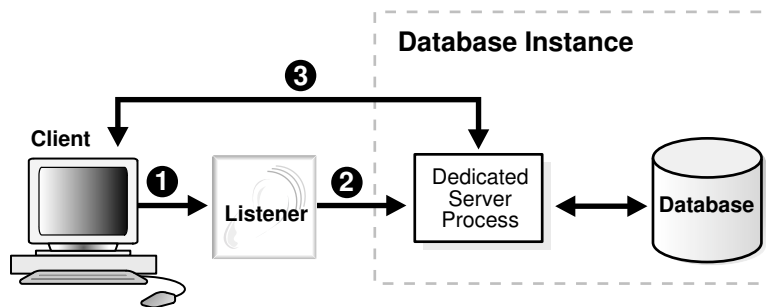 Database Instance
3
Client
1
Listener
2
Dedicated
Server
Process
Database